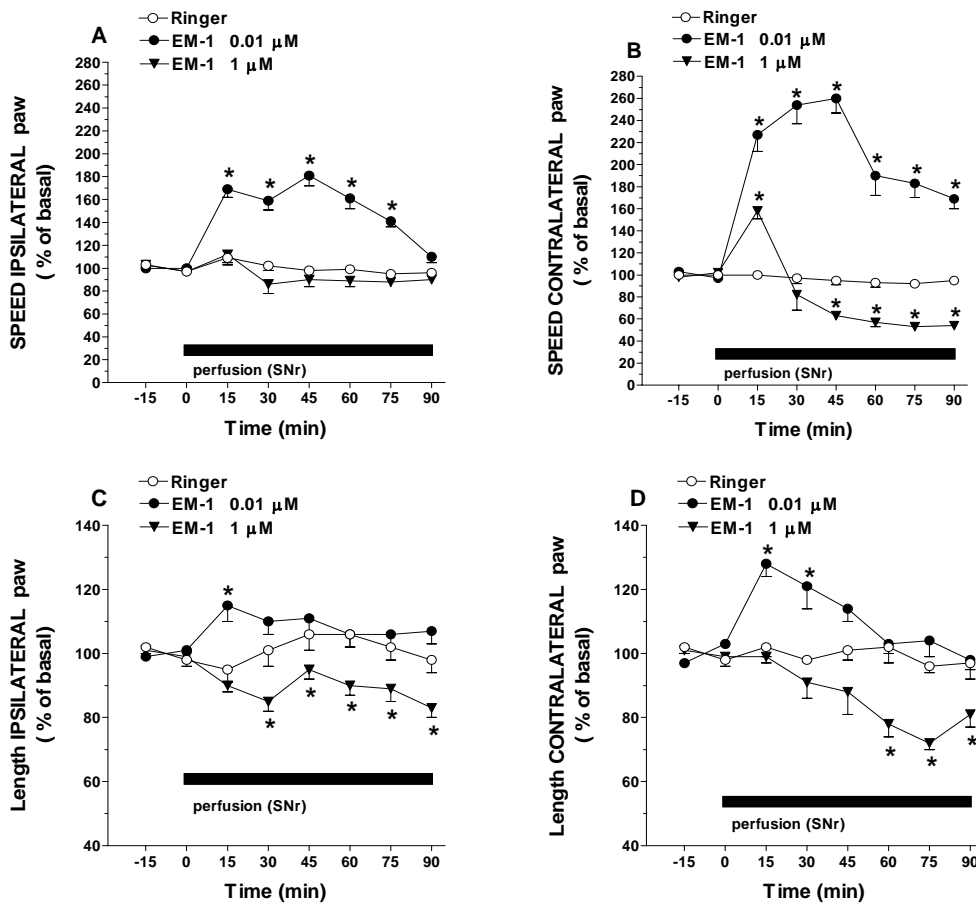 A
Ringer
EM-1 0.01 µM
EM-1 1 µM
SPEED IPSILATERAL paw
( % of basal)
280
260
240
220
200
180
160
140
120
100
80
60
40
20
0
* * * * *
perfusion (SNr)
-15 0 15 30 45 60 75 90
Time (min)
B
Ringer
EM-1 0.01 µM
EM-1 1 µM
SPEED CONTRALATERAL paw
( % of basal)
280
260
240
220
200
180
160
140
120
100
80
60
40
20
0
* * * * * *
*
* * * *
perfusion (SNr)
-15 0 15 30 45 60 75 90
Time (min)
C
Ringer
EM-1 0.01 µM
EM-1 1 µM
Length IPSILATERAL paw
( % of basal)
140
120
100
80
60
40
*
* * * * *
perfusion (SNr)
-15 0 15 30 45 60 75 90
Time (min)
D
Ringer
EM-1 0.01 µM
EM-1 1 µM
Length CONTRALATERAL paw
( % of basal)
140
120
100
80
60
40
* *
* * *
perfusion (SNr)
-15 0 15 30 45 60 75 90
Time (min)